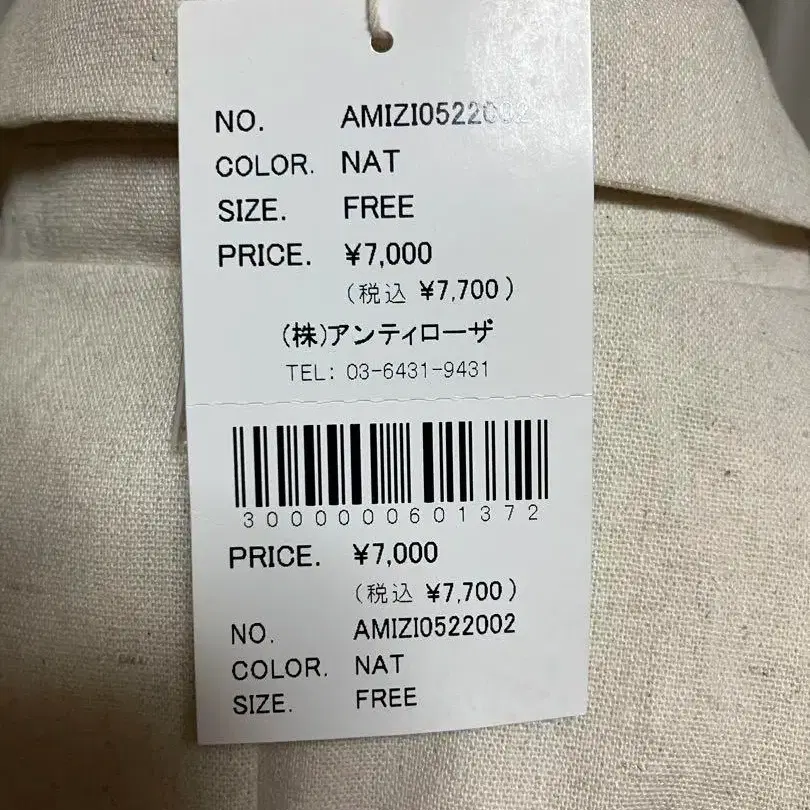 NO. AMIZI0522002
COLOR. NAT
SIZE. FREE
PRICE. ¥7,000
(税込 ¥7,700)
(株)アンティローザ
TEL: 03-6431-9431
3000000601372
PRICE. ¥7,000
(税込 ¥7,700)
NO. AMIZI0522002
COLOR. NAT
SIZE. FREE